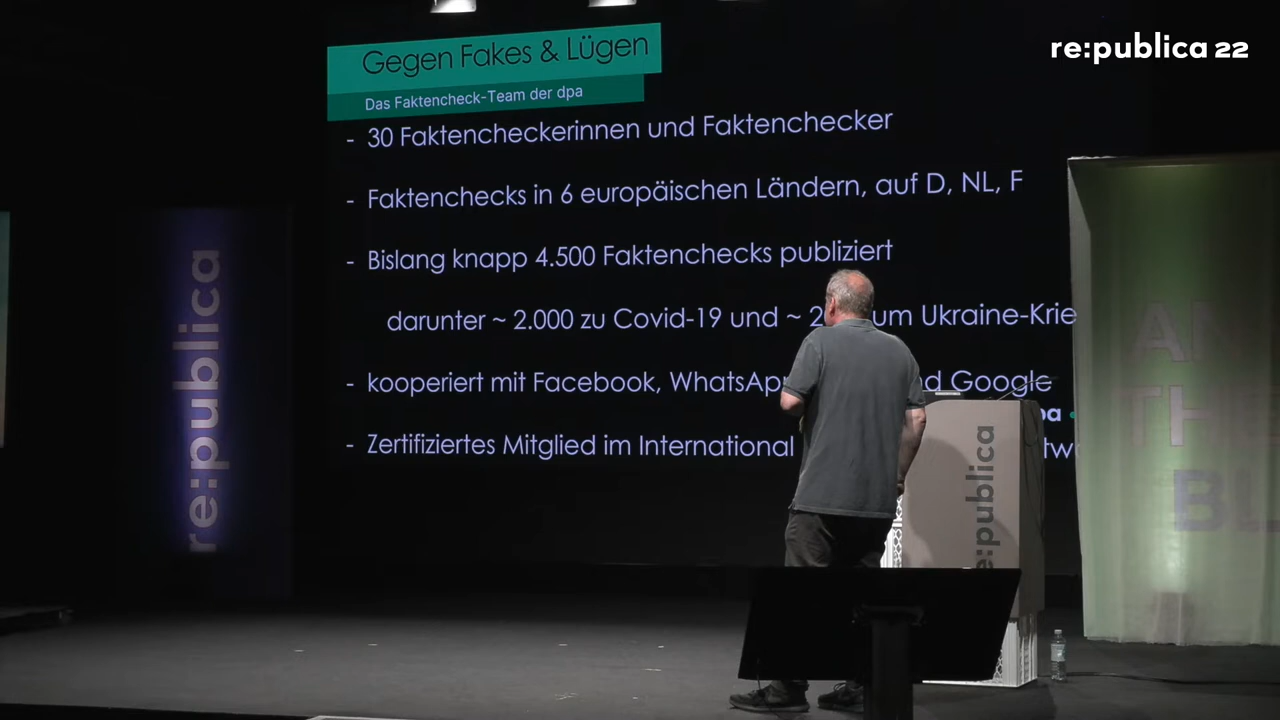 re:publica 22
Gegen Fakes & Lügen
Das Faktencheck-Team der dpa
- 30 Faktencheckerinnen und Faktenchecker
- Faktenchecks in 6 europäischen Ländern, auf D, NL, F
- Bislang knapp 4.500 Faktenchecks publiziert
darunter ~ 2.000 zu Covid-19 und ~ Ukraine-Krie
- kooperiert mit Facebook, Google
- Zertifiziertes Mitglied im International
re:publica
re:publica
THE